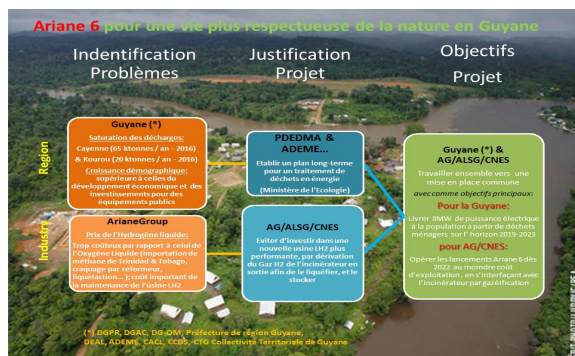 Ariane 6 pour une vie plus respectueuse de la nature en Guyane
Indentification
Problèmes
Justification
Projet
Objectifs
Projet
Region
Guyane (*)
Saturation des décharges:
Cayenne (65 ktonnes / an - 2016)
& Kourou (20 ktonnes / an - 2016)
Croissance démographique:
supérieure à celles du
développement économique et des
investissements pour des
équipements publics
PDEDMA &
ADEME...
Etablir un plan long-terme
pour un traitement de
déchets en énergie
(Ministère de l'Ecologie)
Industry
ArianeGroup
Prix de l'Hydrogène liquide:
Trop coûteux par rapport à celui de
l'Oxygène Liquide (importation de
méthane de Trinidad & Tobago,
craquage par réformeur,
liquéfaction...); coût important de
la maintenance de l'usine LH2
AG/ALSG/CNES
Eviter d'investir dans une
nouvelle usine LH2 plus
performante, par dérivation
du Gaz H2 de l'incinérateur en
sortie afin de le liquéfier, et le
stocker
Guyane (*) &
AG/ALSG/CNES
Travailler ensemble vers une
mise en place commune
avec comme objectifs principaux:
Pour la Guyane:
Livrer 8MW de puissance électrique
à la population à partir de déchets
ménagers sur l' horizon 2019-2023
pour AG/CNES:
Opérer les lancements Ariane 6 dès
2022 au moindre coût
d'exploitation, en s'interfaçant avec
l'incinérateur par gazéification
(*) DGPR, DGAC, DG-OM, Préfecture de région Guyane,
DEAL, ADEME, CACL, CCDS, CTG Collectivité Territoriale de Guyane